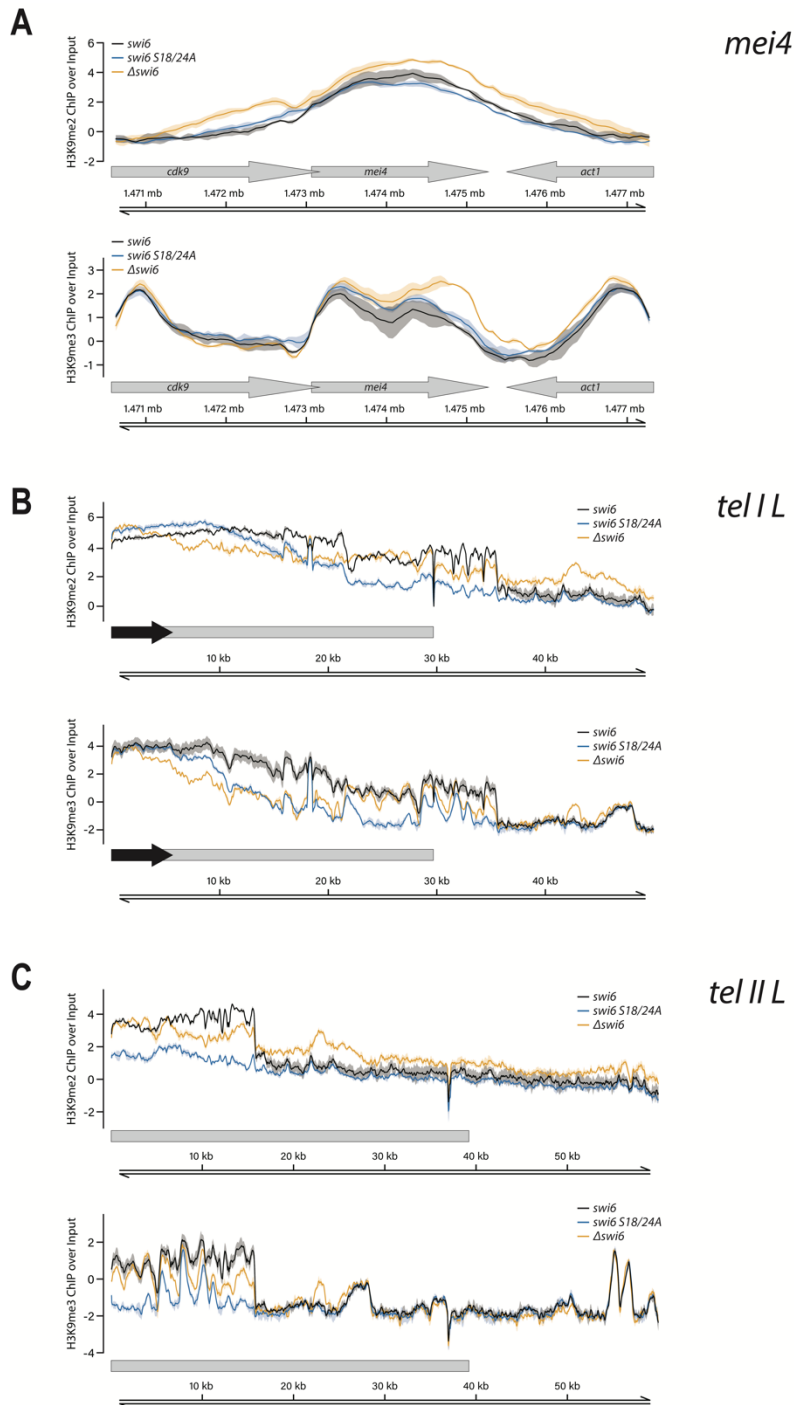 A
mei4
swi6
swi6 S18/24A
Δswi6
H3K9me2 ChIP over Input
6
4
2
0
-2
cdk9
mei4
act1
1.471 mb 1.472 mb 1.473 mb 1.474 mb 1.475 mb 1.476 mb 1.477 mb
swi6
swi6 S18/24A
Δswi6
H3K9me3 ChIP over Input
3
2
1
0
-1
cdk9
mei4
act1
1.471 mb 1.472 mb 1.473 mb 1.474 mb 1.475 mb 1.476 mb 1.477 mb
B
tel I L
swi6
swi6 S18/24A
Δswi6
H3K9me2 ChIP over Input
6
4
2
0
10 kb 20 kb 30 kb 40 kb
swi6
swi6 S18/24A
Δswi6
H3K9me3 ChIP over Input
4
2
0
-2
10 kb 20 kb 30 kb 40 kb
C
tel II L
swi6
swi6 S18/24A
Δswi6
H3K9me2 ChIP over Input
4
2
0
-2
10 kb 20 kb 30 kb 40 kb 50 kb
swi6
swi6 S18/24A
Δswi6
H3K9me3 ChIP over Input
2
0
-2
-4
10 kb 20 kb 30 kb 40 kb 50 kb